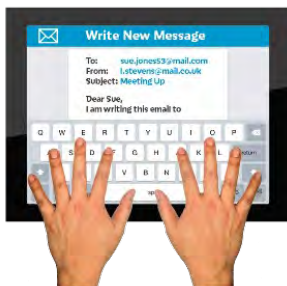 Write New Message
To: sue.jones53@mail.com
From: l.stevens@mail.co.uk
Subject: Meeting Up
Dear Sue,
I am writing this email to
Q W E R T Y U I O P
S D F G H J K L return
V B N